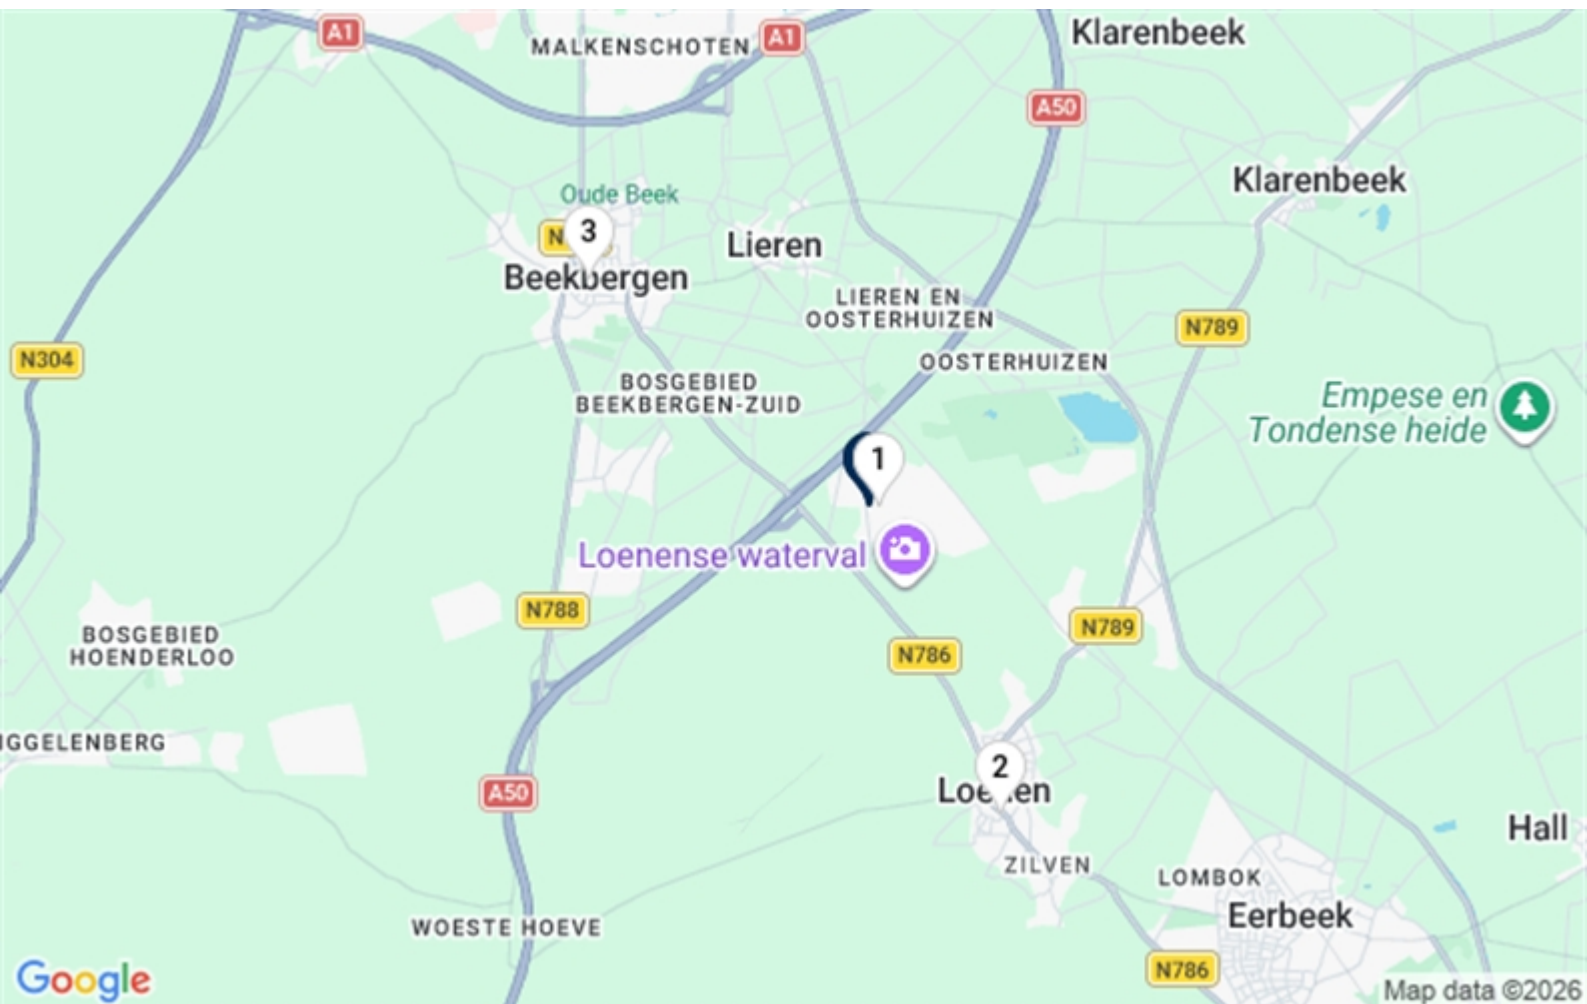 A1
MALKENSCHOTEN
A1
Klarenbeek
A50
Klarenbeek
Oude Beek
3
Beekbergen
Lieren
LIEREN EN
OOSTERHUIZEN
N789
N304
OOSTERHUIZEN
BOSGEBIED
BEEKBERGEN-ZUID
Empese en
Tondense heide
1
Loenense waterval
N788
N789
BOSGEBIED
HOENDERLOO
N786
IGGELENBERG
2
A50
Hall
ZILVEN
LOMBOK
WOESTE HOEVE
Eerbeek
N786
Google
Map data ©2026